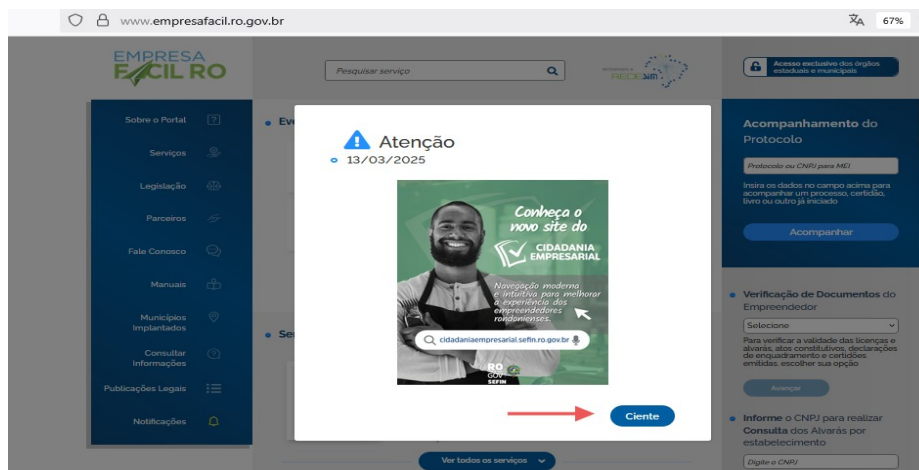 www.empresafacil.ro.gov.br
67%
EMPRESA
FÁCIL RO
Pesquisar serviço
REDESIM
Acesso exclusivo dos órgãos
estaduais e municipais
Sobre o Portal
Serviços
Legislação
Parceiros
Fale Conosco
Manuais
Municípios
Implantados
Consultar
Informações
Publicações Legais
Notificações
Eve
Se
Atenção
13/03/2025
Conheça o
novo site do
CIDADANIA
EMPRESARIAL
Navegação moderna
e intuitiva para melhorar
a experiência dos
empreendedores
rondonienses.
cidadaniaempresarial.sefin.ro.gov.br
RO
GOV
SEFIN
Ciente
Ver todos os serviços
Acompanhamento do
Protocolo
Protocolo ou CNPJ para MEI
Insira os dados no campo acima para
acompanhar um processo, certidão,
livro ou outro já iniciado
Acompanhar
Verificação de Documentos do
Empreendedor
Selecione
Para verificar a validade das licenças e
alvarás, atos constitutivos, declarações
de enquadramento e certidões
emitidas, escolher sua opção
Avançar
Informe o CNPJ para realizar
Consulta dos Alvarás por
estabelecimento
Digite o CNPJ